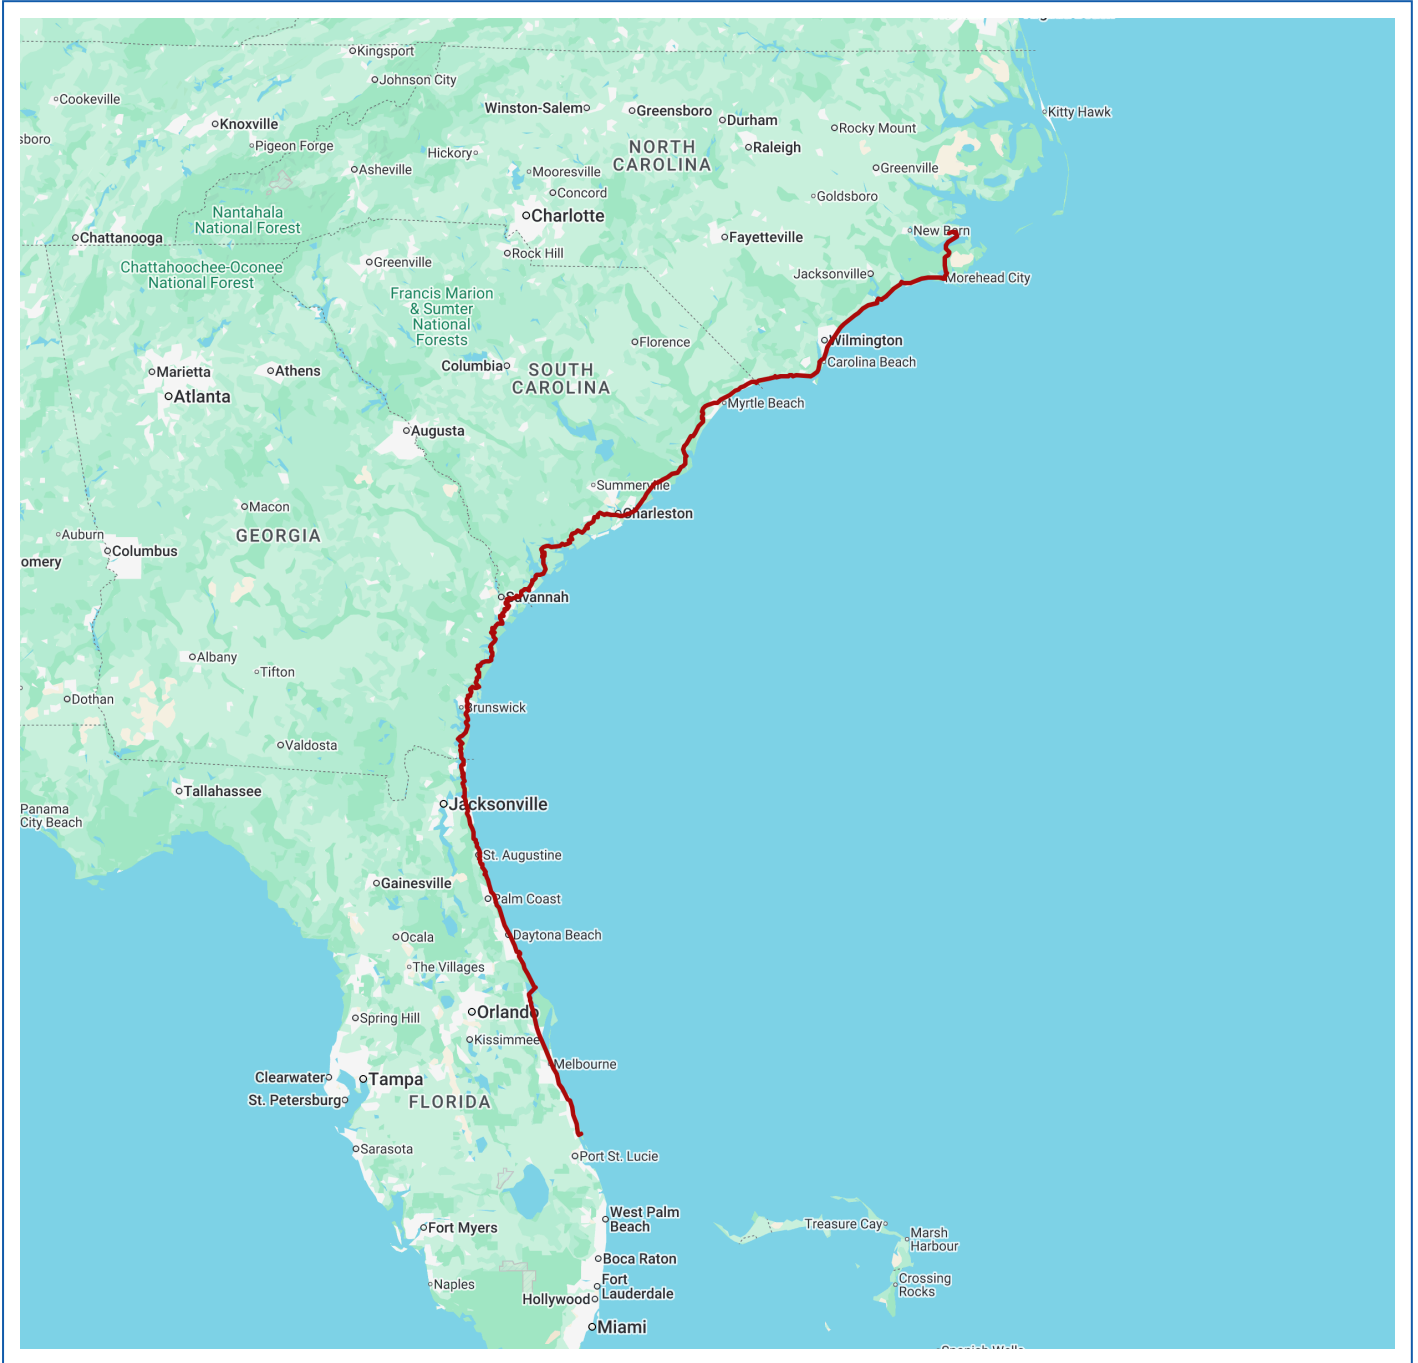 Kingsport
Johnson City
Cookeville
Winston-Salem
Greensboro
Kitty Hawk
Knoxville
Durham
Rocky Mount
sboro
Pigeon Forge
Hickory
NORTH
CAROLINA
Raleigh
Asheville
Mooresville
Greenville
Concord
Goldsboro
Nantahala
National Forest
Charlotte
New Bern
Chattanooga
Fayetteville
Rock Hill
Greenville
Chattahoochee-Oconee
National Forest
Jacksonville
Morehead City
Francis Marion
& Sumter
National
Forests
Wilmington
Florence
Carolina Beach
Columbia
Marietta
Athens
SOUTH
CAROLINA
Atlanta
Myrtle Beach
Augusta
Summerville
Macon
Charleston
Auburn
GEORGIA
Columbus
omery
Savannah
Albany
Tifton
Dothan
Brunswick
Valdosta
Tallahassee
Jacksonville
Panama
City Beach
St. Augustine
Gainesville
Palm Coast
Ocala
Daytona Beach
The Villages
Orlando
Spring Hill
Kissimmee
Melbourne
Clearwater
Tampa
St. Petersburg
FLORIDA
Sarasota
Port St. Lucie
West Palm
Beach
Fort Myers
Treasure Cay
Marsh
Harbour
Boca Raton
Naples
Fort
Lauderdale
Crossing
Rocks
Hollywood
Miami